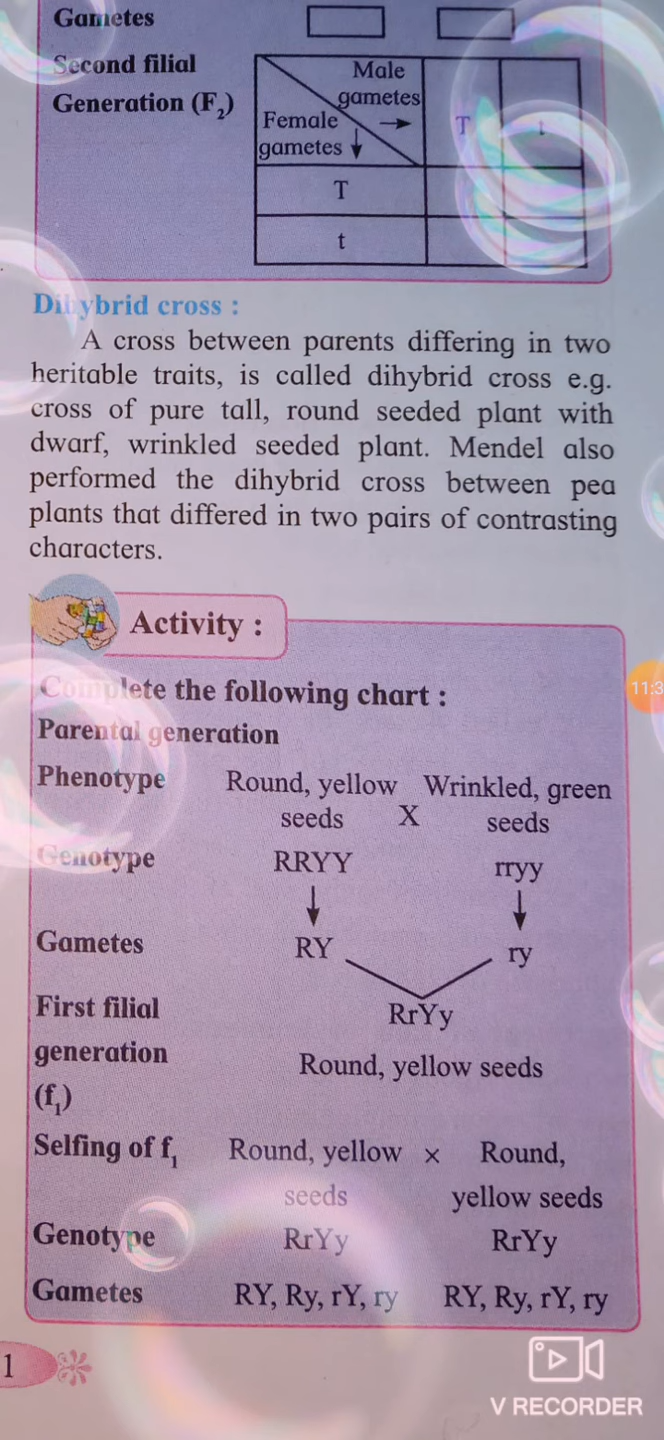 Gametes
Second filial
Generation (F₂)
Male
gametes
Female
gametes
T t
T
t
Dihybrid cross :
A cross between parents differing in two
heritable traits, is called dihybrid cross e.g.
cross of pure tall, round seeded plant with
dwarf, wrinkled seeded plant. Mendel also
performed the dihybrid cross between pea
plants that differed in two pairs of contrasting
characters.
Activity :
Complete the following chart :
Parental generation
Phenotype Round, yellow Wrinkled, green
seeds X seeds
Genotype RRYY rryy
Gametes RY ry
First filial RrYy
generation Round, yellow seeds
(f₁)
Selfing of f₁ Round, yellow × Round,
seeds yellow seeds
Genotype RrYy RrYy
Gametes RY, Ry, rY, ry RY, Ry, rY, ry
1
V RECORDER